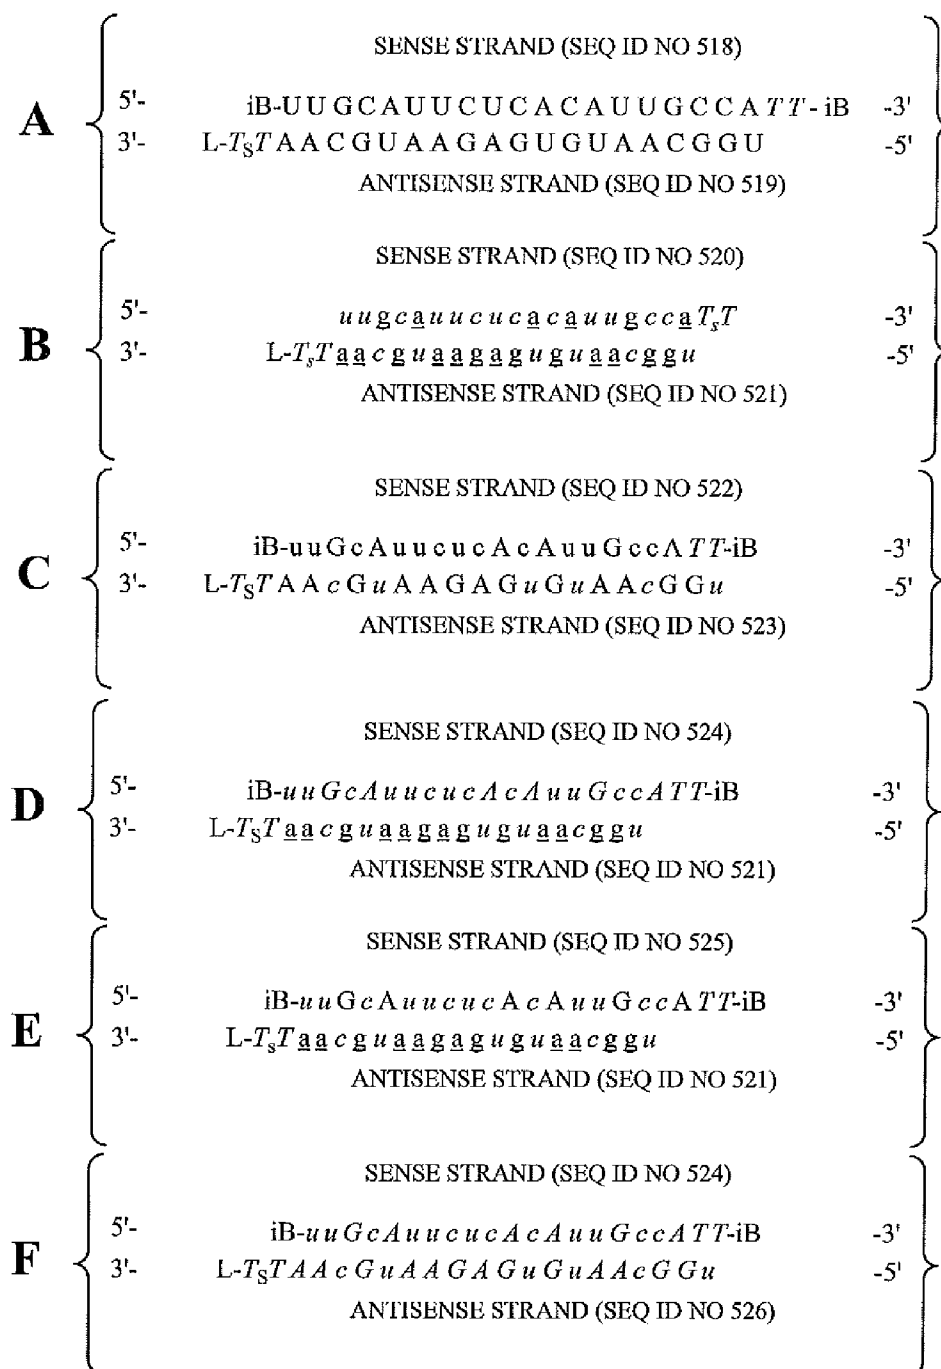 SENSE STRAND (SEQ ID NO 518)
A
5'- iB-UUGCAUUCUCACAUUGCCATT-iB -3'
3'- L-TSTAACGUAAGAGUGUAACGGU -5'
ANTISENSE STRAND (SEQ ID NO 519)
SENSE STRAND (SEQ ID NO 520)
B
5'- uugcauucucacauugccaTsT -3'
3'- L-TsTaacguaagaguguaacggu -5'
ANTISENSE STRAND (SEQ ID NO 521)
SENSE STRAND (SEQ ID NO 522)
C
5'- iB-uuGcAuucucAcAuuGccATT-iB -3'
3'- L-TSTAAcGuAAGAGuGuAAcGGu -5'
ANTISENSE STRAND (SEQ ID NO 523)
SENSE STRAND (SEQ ID NO 524)
D
5'- iB-uuGcAuucucAcAuuGccATT-iB -3'
3'- L-TSTaacguaagaguguaacggu -5'
ANTISENSE STRAND (SEQ ID NO 521)
SENSE STRAND (SEQ ID NO 525)
E
5'- iB-uuGcAuucucAcAuuGccATT-iB -3'
3'- L-TsTaacguaagaguguaacggu -5'
ANTISENSE STRAND (SEQ ID NO 521)
SENSE STRAND (SEQ ID NO 524)
F
5'- iB-uuGcAuucucAcAuuGccATT-iB -3'
3'- L-TSTAAcGuAAGAGuGuAAcGGu -5'
ANTISENSE STRAND (SEQ ID NO 526)